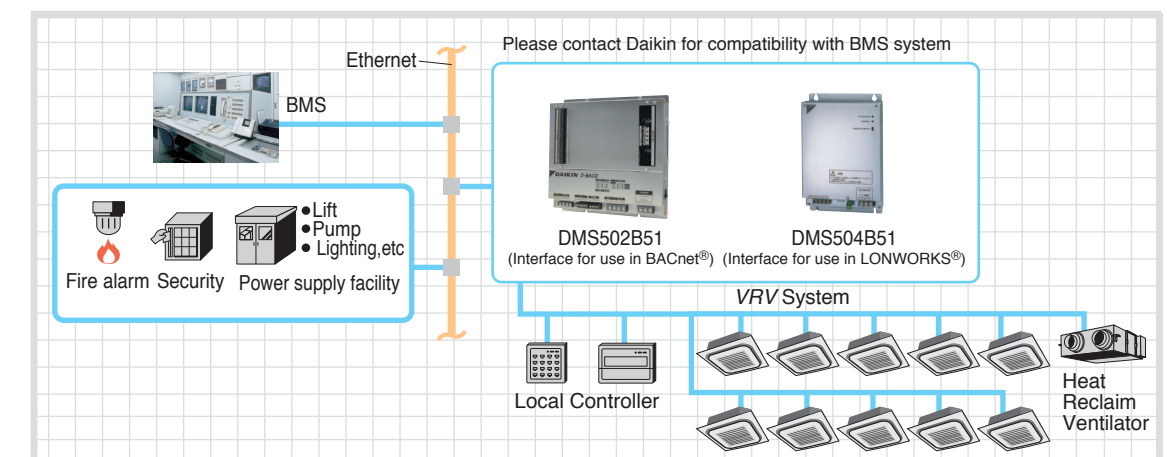 Please contact Daikin for compatibility with BMS system
Ethernet
BMS
DAIKIN D-BACS
DMS502B51
(Interface for use in BACnet®)
DMS504B51
(Interface for use in LONWORKS®)
•Lift
•Pump
• Lighting,etc
Fire alarm
Security
Power supply facility
VRV System
Local Controller
Heat
Reclaim
Ventilator